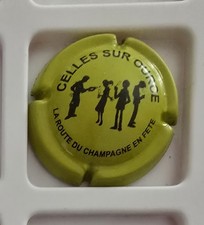 CELLES SUR OURCE
LA ROUTE DU CHAMPAGNE EN FETE